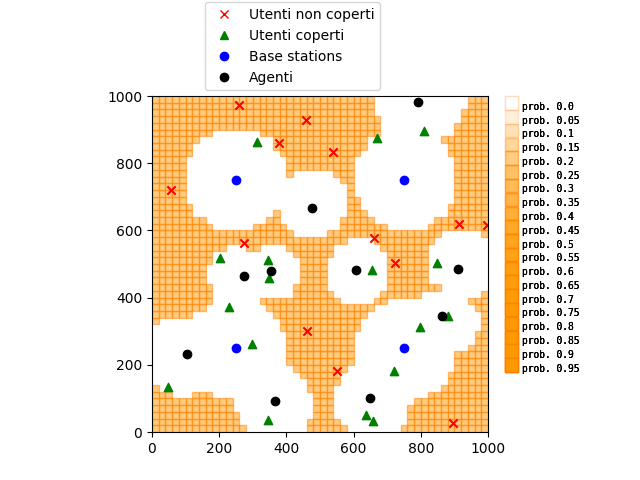 Utenti non coperti
Utenti coperti
Base stations
Agenti
1000
800
600
400
200
0
0 200 400 600 800 1000
prob. 0.0
prob. 0.05
prob. 0.1
prob. 0.15
prob. 0.2
prob. 0.25
prob. 0.3
prob. 0.35
prob. 0.4
prob. 0.45
prob. 0.5
prob. 0.55
prob. 0.6
prob. 0.65
prob. 0.7
prob. 0.75
prob. 0.8
prob. 0.85
prob. 0.9
prob. 0.95